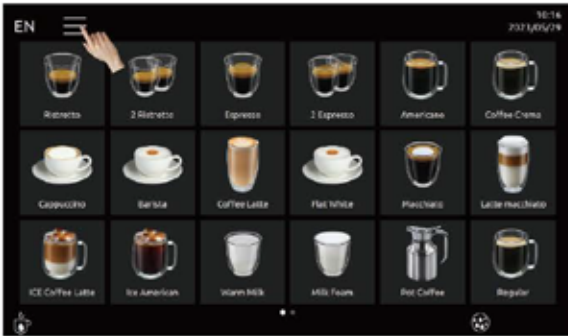 EN
10:16
2023/05/29
Ristretto
2 Ristretto
Espresso
2 Espresso
Americano
Coffee Crema
Cappuccino
Barista
Coffee Latte
Flat White
Macchiato
Latte macchiato
ICE Coffee Latte
Ice American
Warm Milk
Milk Foam
Pot Coffee
Regular